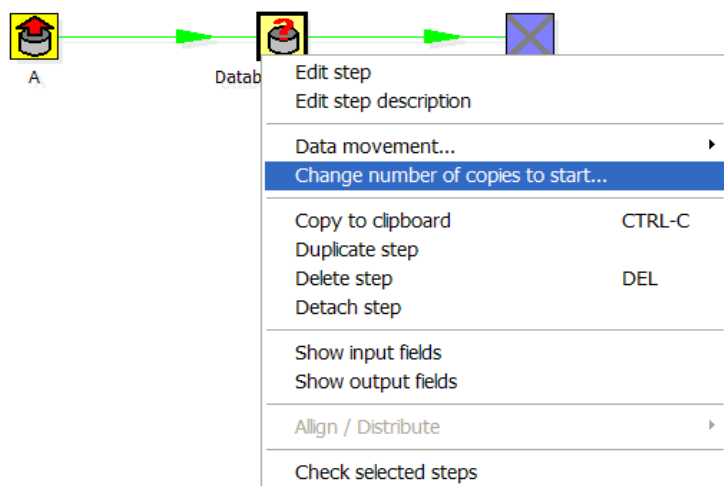 A
Datab
Edit step
Edit step description
Data movement...
Change number of copies to start...
Copy to clipboard CTRL-C
Duplicate step
Delete step DEL
Detach step
Show input fields
Show output fields
Allign / Distribute
Check selected steps